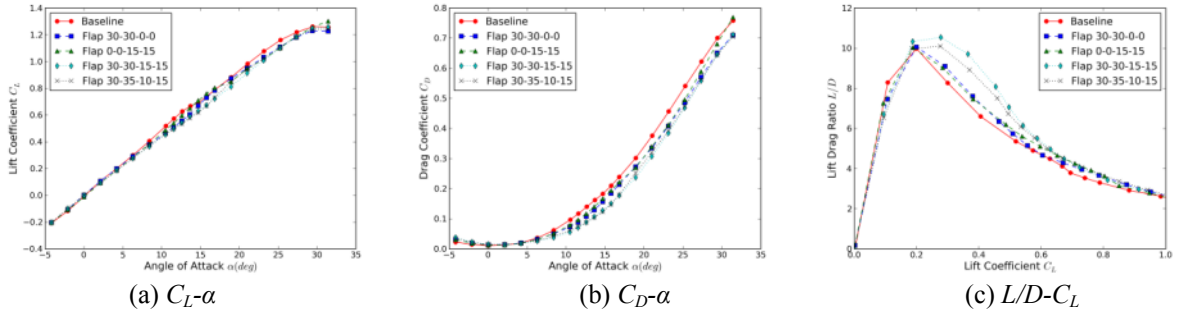 1.4
1.2
1.0
0.8
0.6
0.4
0.2
0.0
−0.2
−0.4
Lift Coefficient C_L
Baseline
Flap 30-30-0-0
Flap 0-0-15-15
Flap 30-30-15-15
Flap 30-35-10-15
−5 0 5 10 15 20 25 30 35
Angle of Attack α(deg)
(a) C_L-α
0.8
0.7
0.6
0.5
0.4
0.3
0.2
0.1
0.0
Drag Coefficient C_D
Baseline
Flap 30-30-0-0
Flap 0-0-15-15
Flap 30-30-15-15
Flap 30-35-10-15
−5 0 5 10 15 20 25 30 35
Angle of Attack α(deg)
(b) C_D-α
12
10
8
6
4
2
0
Lift Drag Ratio L/D
Baseline
Flap 30-30-0-0
Flap 0-0-15-15
Flap 30-30-15-15
Flap 30-35-10-15
0.0 0.2 0.4 0.6 0.8 1.0
Lift Coefficient C_L
(c) L/D-C_L